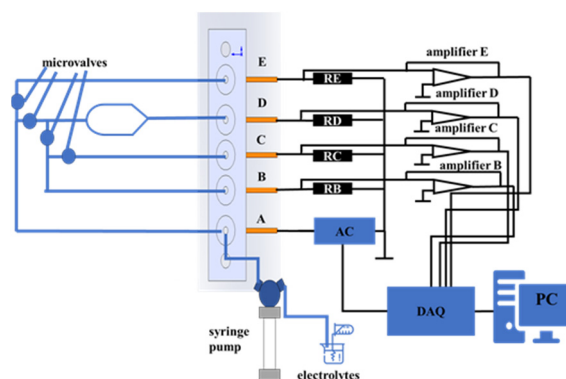 microvalves
E
D
C
B
A
RE
RD
RC
RB
amplifier E
amplifier D
amplifier C
amplifier B
AC
DAQ
PC
syringe
pump
electrolytes